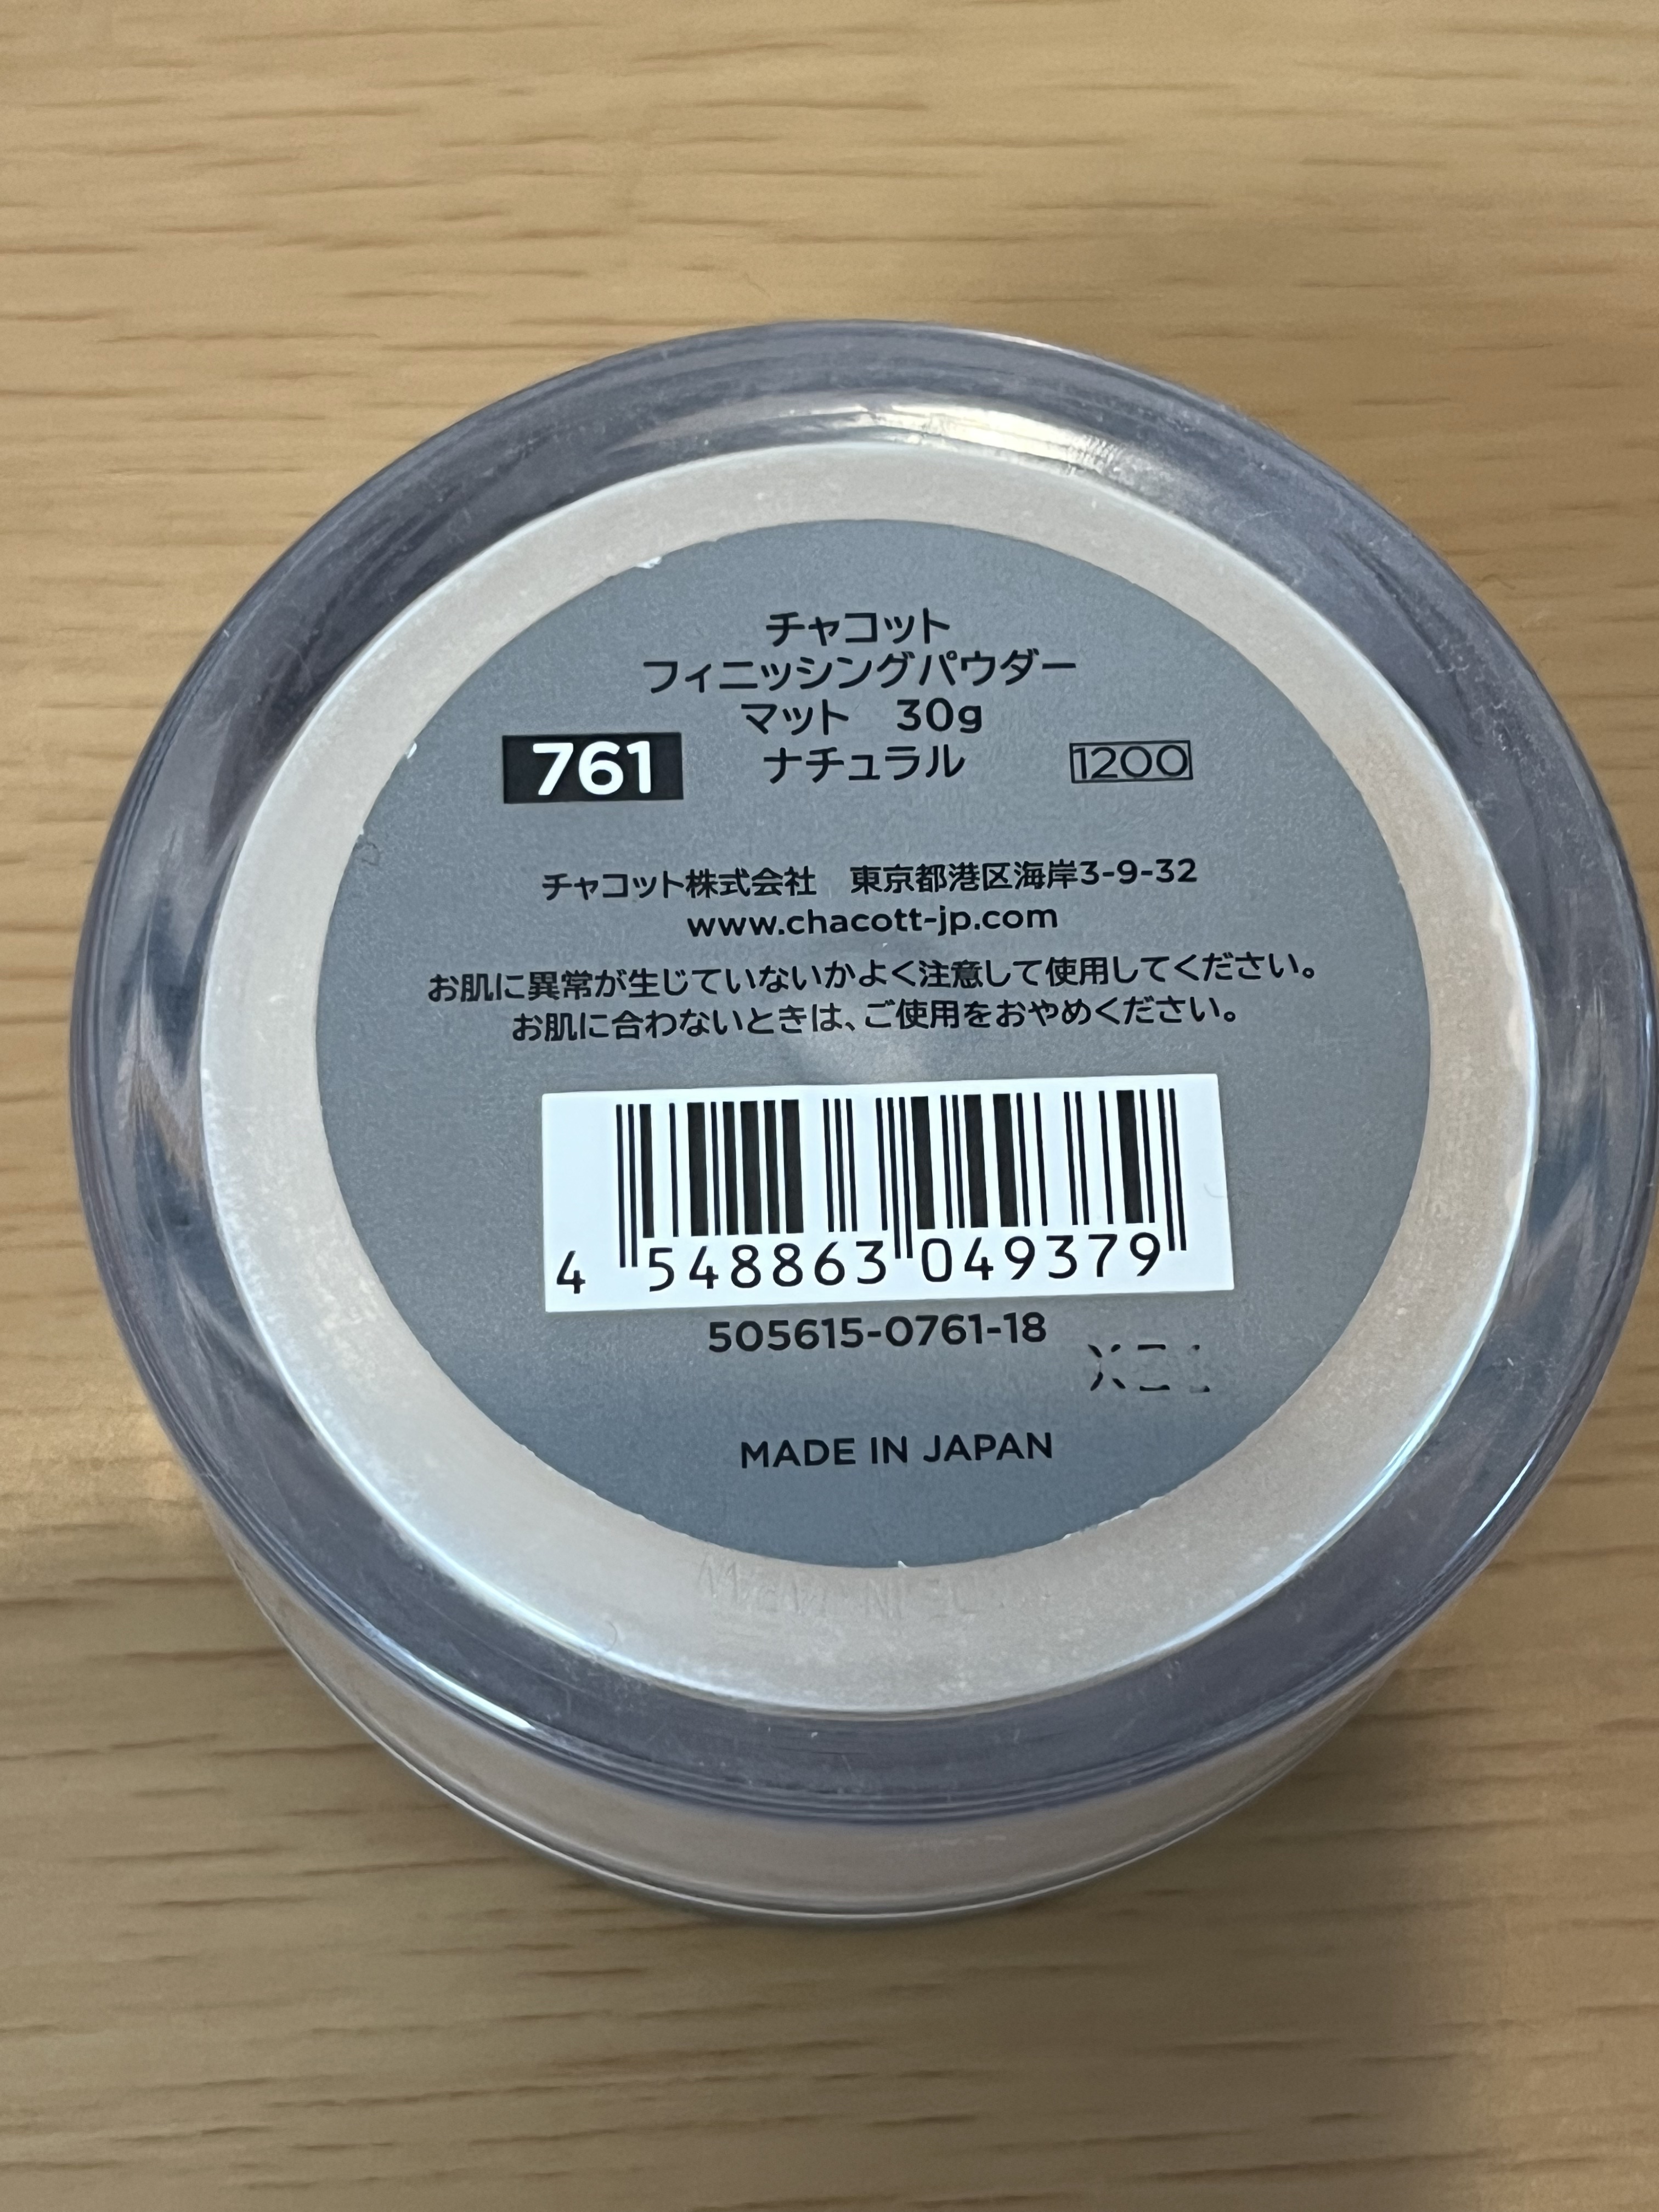 チャコット
フィニッシングパウダー
マット　30g
761 ナチュラル 1200
チャコット株式会社　東京都港区海岸3-9-32
www.chacott-jp.com
お肌に異常が生じていないかよく注意して使用してください。
お肌に合わないときは、ご使用をおやめください。
4 548863 049379
505615-0761-18
MADE IN JAPAN